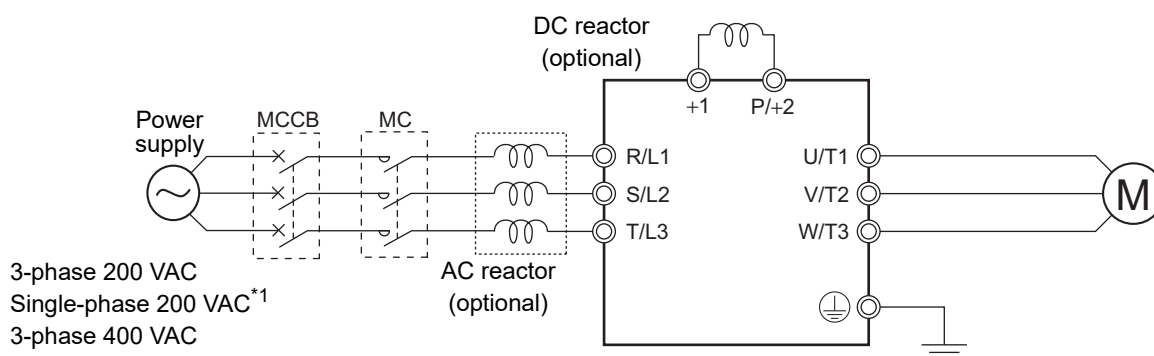 DC reactor
(optional)
+1
P/+2
Power
supply
MCCB
MC
R/L1
S/L2
T/L3
U/T1
V/T2
W/T3
M
AC reactor
(optional)
3-phase 200 VAC
Single-phase 200 VAC*1
3-phase 400 VAC